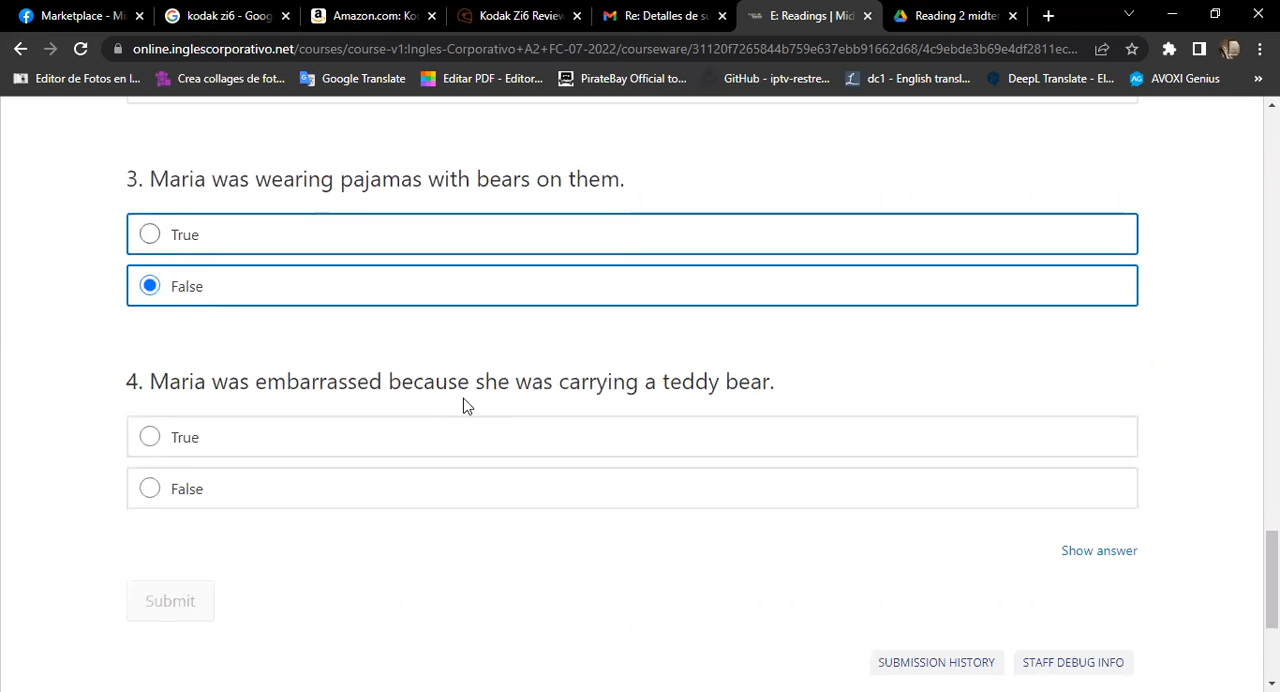 Marketplace - Mi
kodak zi6 - Goog
Amazon.com: Ko
Kodak Zi6 Review
Re: Detalles de su
E: Readings | Mid
Reading 2 midte
online.inglescorporativo.net/courses/course-v1:Ingles-Corporativo+A2+FC-07-2022/courseware/31120f7265844b759e637ebb91662d68/4c9ebde3b69e4df2811ec...
Editor de Fotos en l...
Crea collages de fot...
Google Translate
Editar PDF - Editor...
PirateBay Official to...
GitHub - iptv-restre...
dc1 - English transl...
DeepL Translate - El...
AVOXI Genius
»
3. Maria was wearing pajamas with bears on them.
True
False
4. Maria was embarrassed because she was carrying a teddy bear.
True
False
Show answer
Submit
SUBMISSION HISTORY
STAFF DEBUG INFO